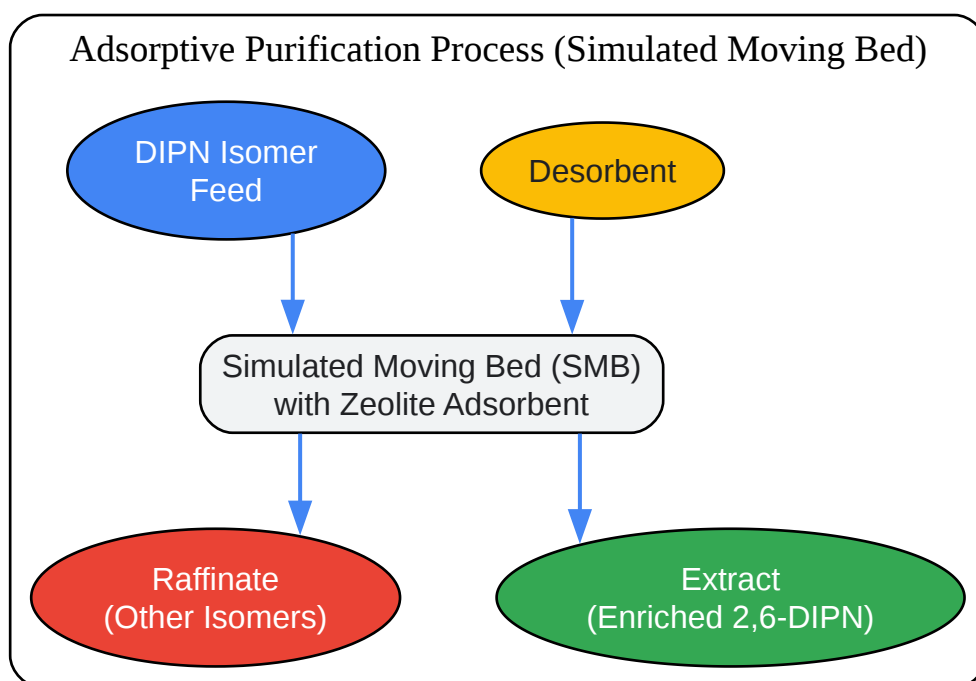 Adsorptive Purification Process (Simulated Moving Bed)
DIPN Isomer
Feed
Desorbent
Simulated Moving Bed (SMB)
with Zeolite Adsorbent
Raffinate
(Other Isomers)
Extract
(Enriched 2,6-DIPN)